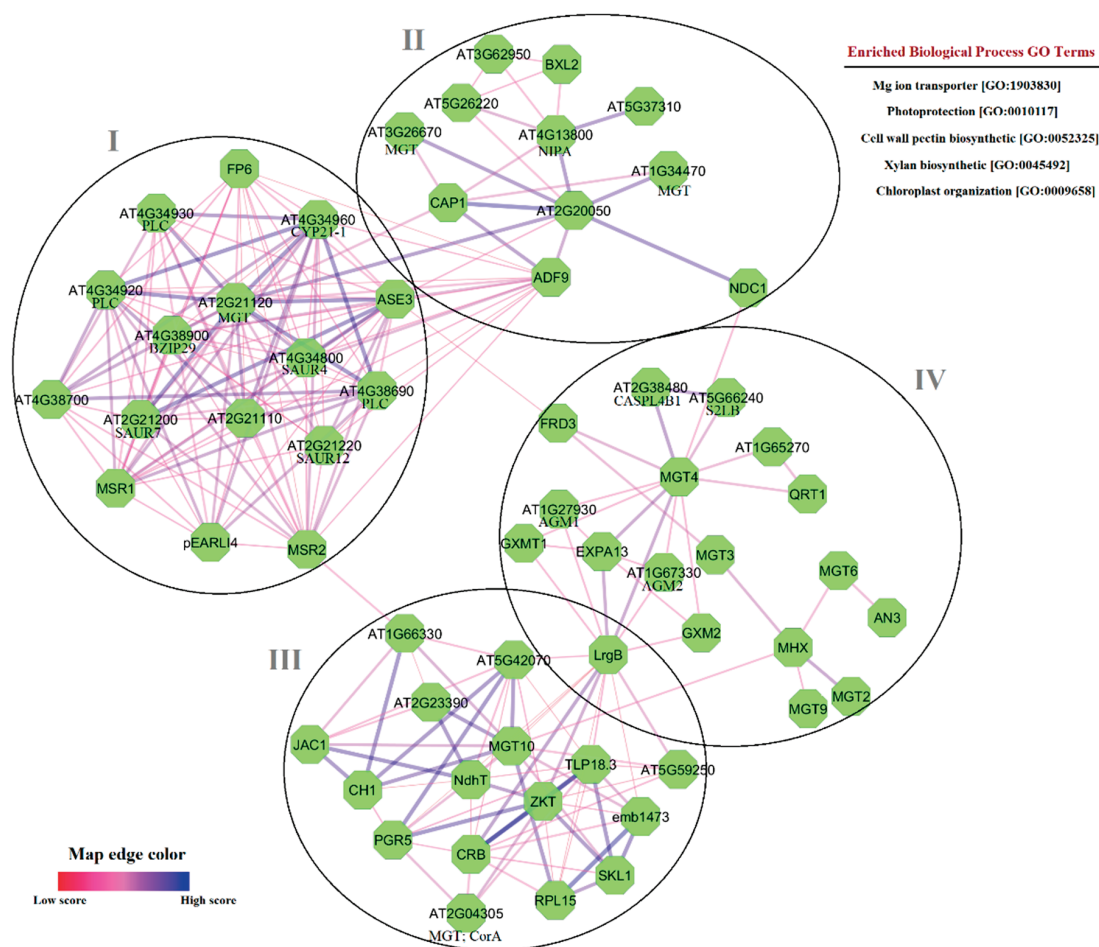 II
AT3G62950
BXL2
Enriched Biological Process GO Terms
Mg ion transporter [GO:1903830]
Photoprotection [GO:0010117]
Cell wall pectin biosynthetic [GO:0052325]
Xylan biosynthetic [GO:0045492]
Chloroplast organization [GO:0009658]
AT5G26220
AT5G37310
AT3G26670
MGT
AT4G13800
NIPA
AT1G34470
MGT
CAP1
AT2G20050
ADF9
NDC1
I
FP6
AT4G34930
PLC
AT4G34960
CYP21-1
AT4G34920
PLC
AT2G21120
MGT
ASE3
AT4G38900
BZIP29
AT4G34800
SAUR4
AT4G38700
AT4G38690
PLC
AT2G21200
SAUR7
AT2G21110
AT2G21220
SAUR12
MSR1
pEARLI4
MSR2
IV
AT2G38480
CASPL4B1
AT5G66240
S2LB
FRD3
AT1G65270
MGT4
QRT1
AT1G27930
AGM1
GXMT1
EXPA13
MGT3
AT1G67330
AGM2
MGT6
AN3
GXM2
MHX
LrgB
MGT2
MGT9
III
AT1G66330
AT5G42070
AT2G23390
JAC1
MGT10
TLP18.3
AT5G59250
CH1
NdhT
ZKT
emb1473
PGR5
CRB
SKL1
RPL15
AT2G04305
MGT; CorA
Map edge color
Low score
High score